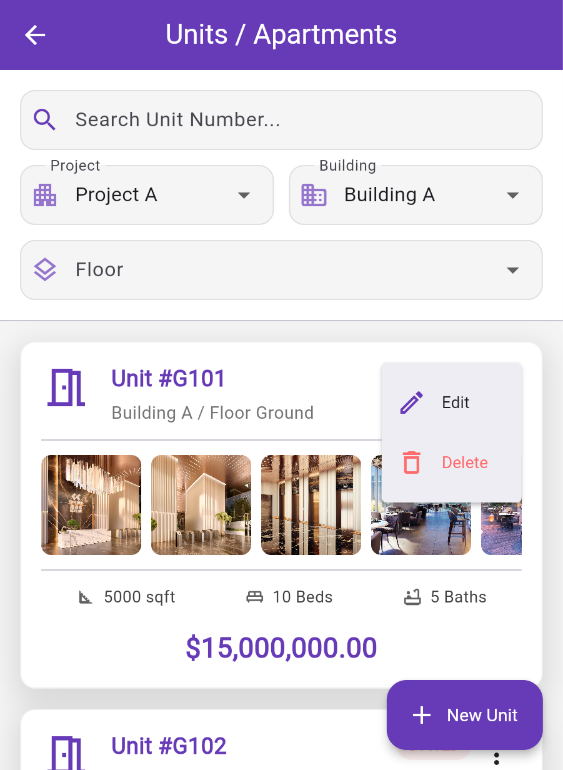 Units / Apartments
Search Unit Number...
Project
Building
Project A
Building A
Floor
Unit #G101
Building A / Floor Ground
Edit
Delete
5000 sqft
10 Beds
5 Baths
$15,000,000.00
New Unit
Unit #G102